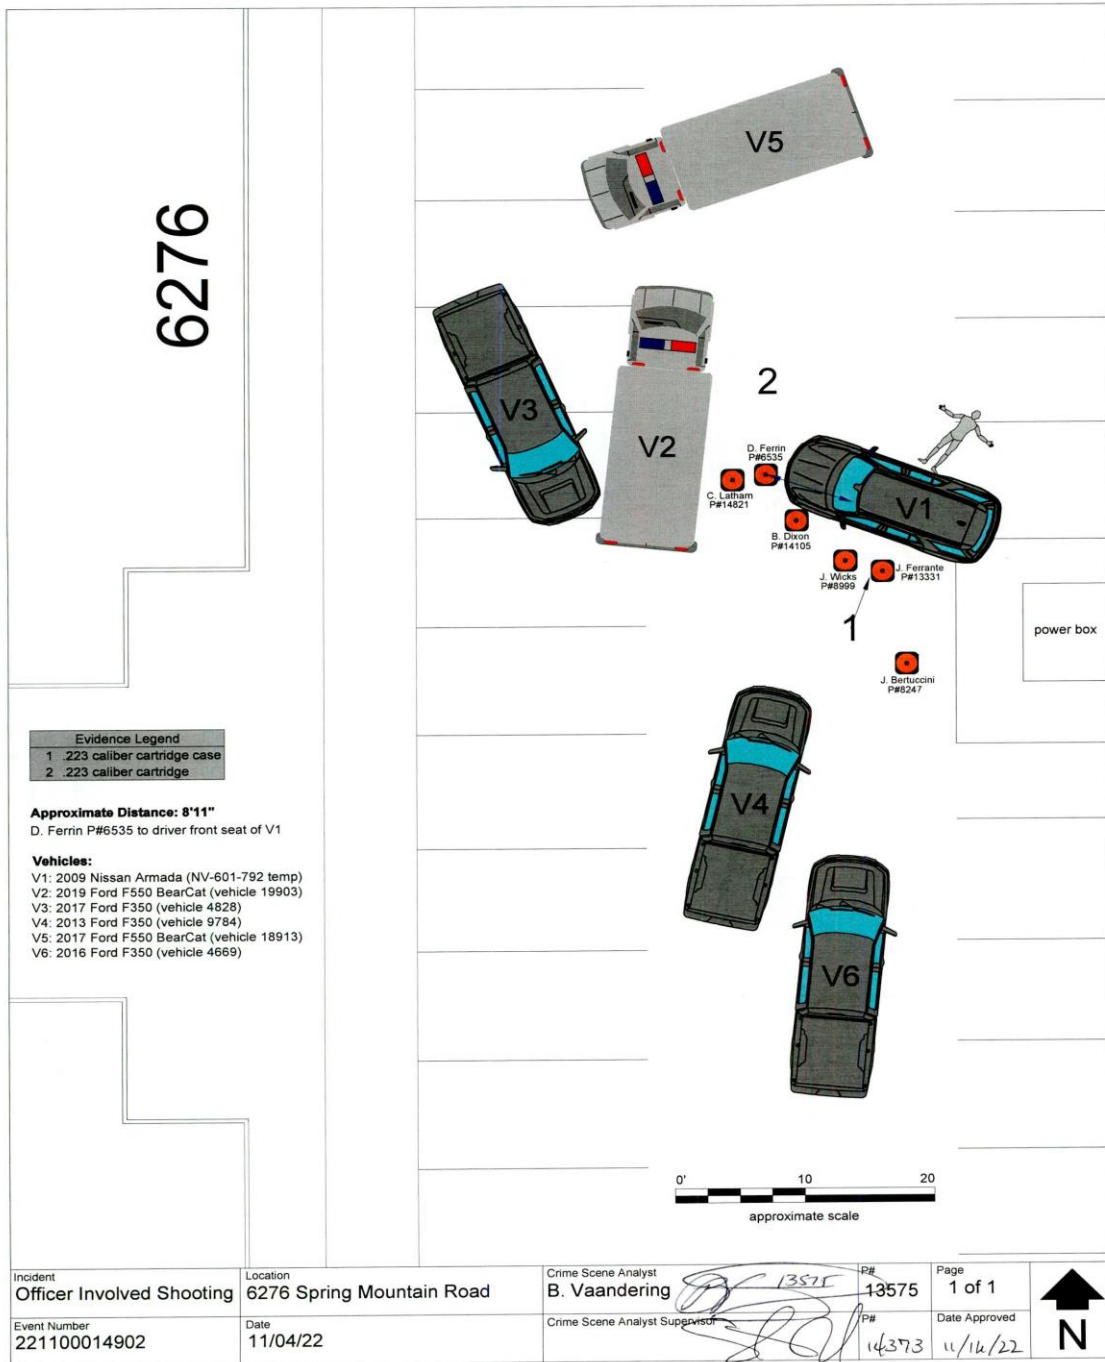 6276
V5
V3
V2
2
D. Ferrin
P#6535
C. Latham
P#14821
V1
B. Dixon
P#14105
J. Wicks
P#8999
J. Ferrante
P#13331
1
power box
J. Bertuccini
P#8247
Evidence Legend
1 .223 caliber cartridge case
2 .223 caliber cartridge
Approximate Distance: 8'11"
D. Ferrin P#6535 to driver front seat of V1
Vehicles:
V1: 2009 Nissan Armada (NV-601-792 temp)
V2: 2019 Ford F550 BearCat (vehicle 19903)
V3: 2017 Ford F350 (vehicle 4828)
V4: 2013 Ford F350 (vehicle 9784)
V5: 2017 Ford F550 BearCat (vehicle 18913)
V6: 2016 Ford F350 (vehicle 4669)
V4
V6
0' 10 20
approximate scale
Incident
Officer Involved Shooting
Location
6276 Spring Mountain Road
Crime Scene Analyst
B. Vaandering
13575
P#
13575
Page
1 of 1
Event Number
221100014902
Date
11/04/22
Crime Scene Analyst Supervisor
P#
14373
Date Approved
N